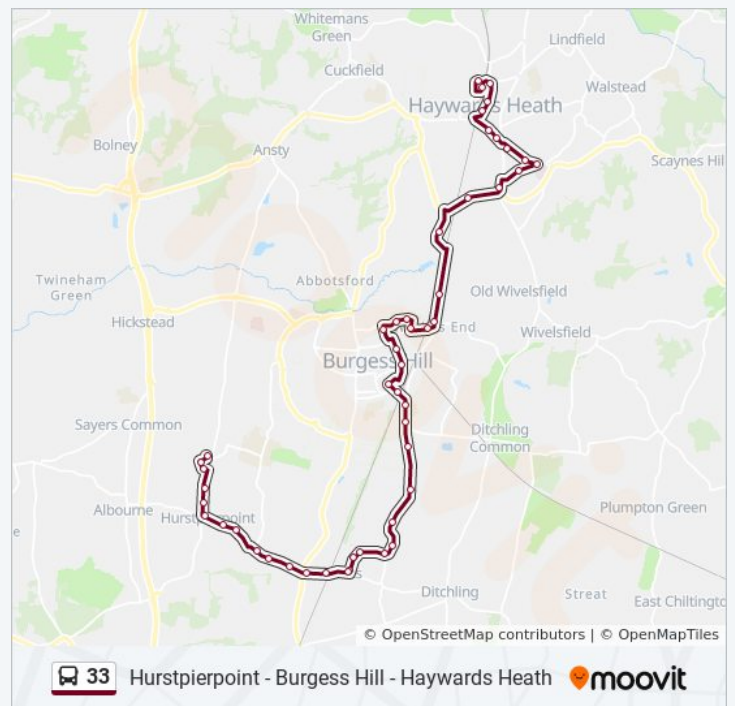 Whitemans
Green
Lindfield
Cuckfield
Walstead
Haywards Heath
Bolney
Ansty
Scaynes Hil
Twineham
Green
Abbotsford
Old Wivelsfield
Hickstead
s End
Wivelsfield
Burgess Hill
Sayers Common
Ditchling
Common
Albourne
Hurstpierpoint
Plumpton Green
e
s
Ditchling
Streat
East Chiltingto
© OpenStreetMap contributors | © OpenMapTiles
33 Hurstpierpoint - Burgess Hill - Haywards Heath moovit